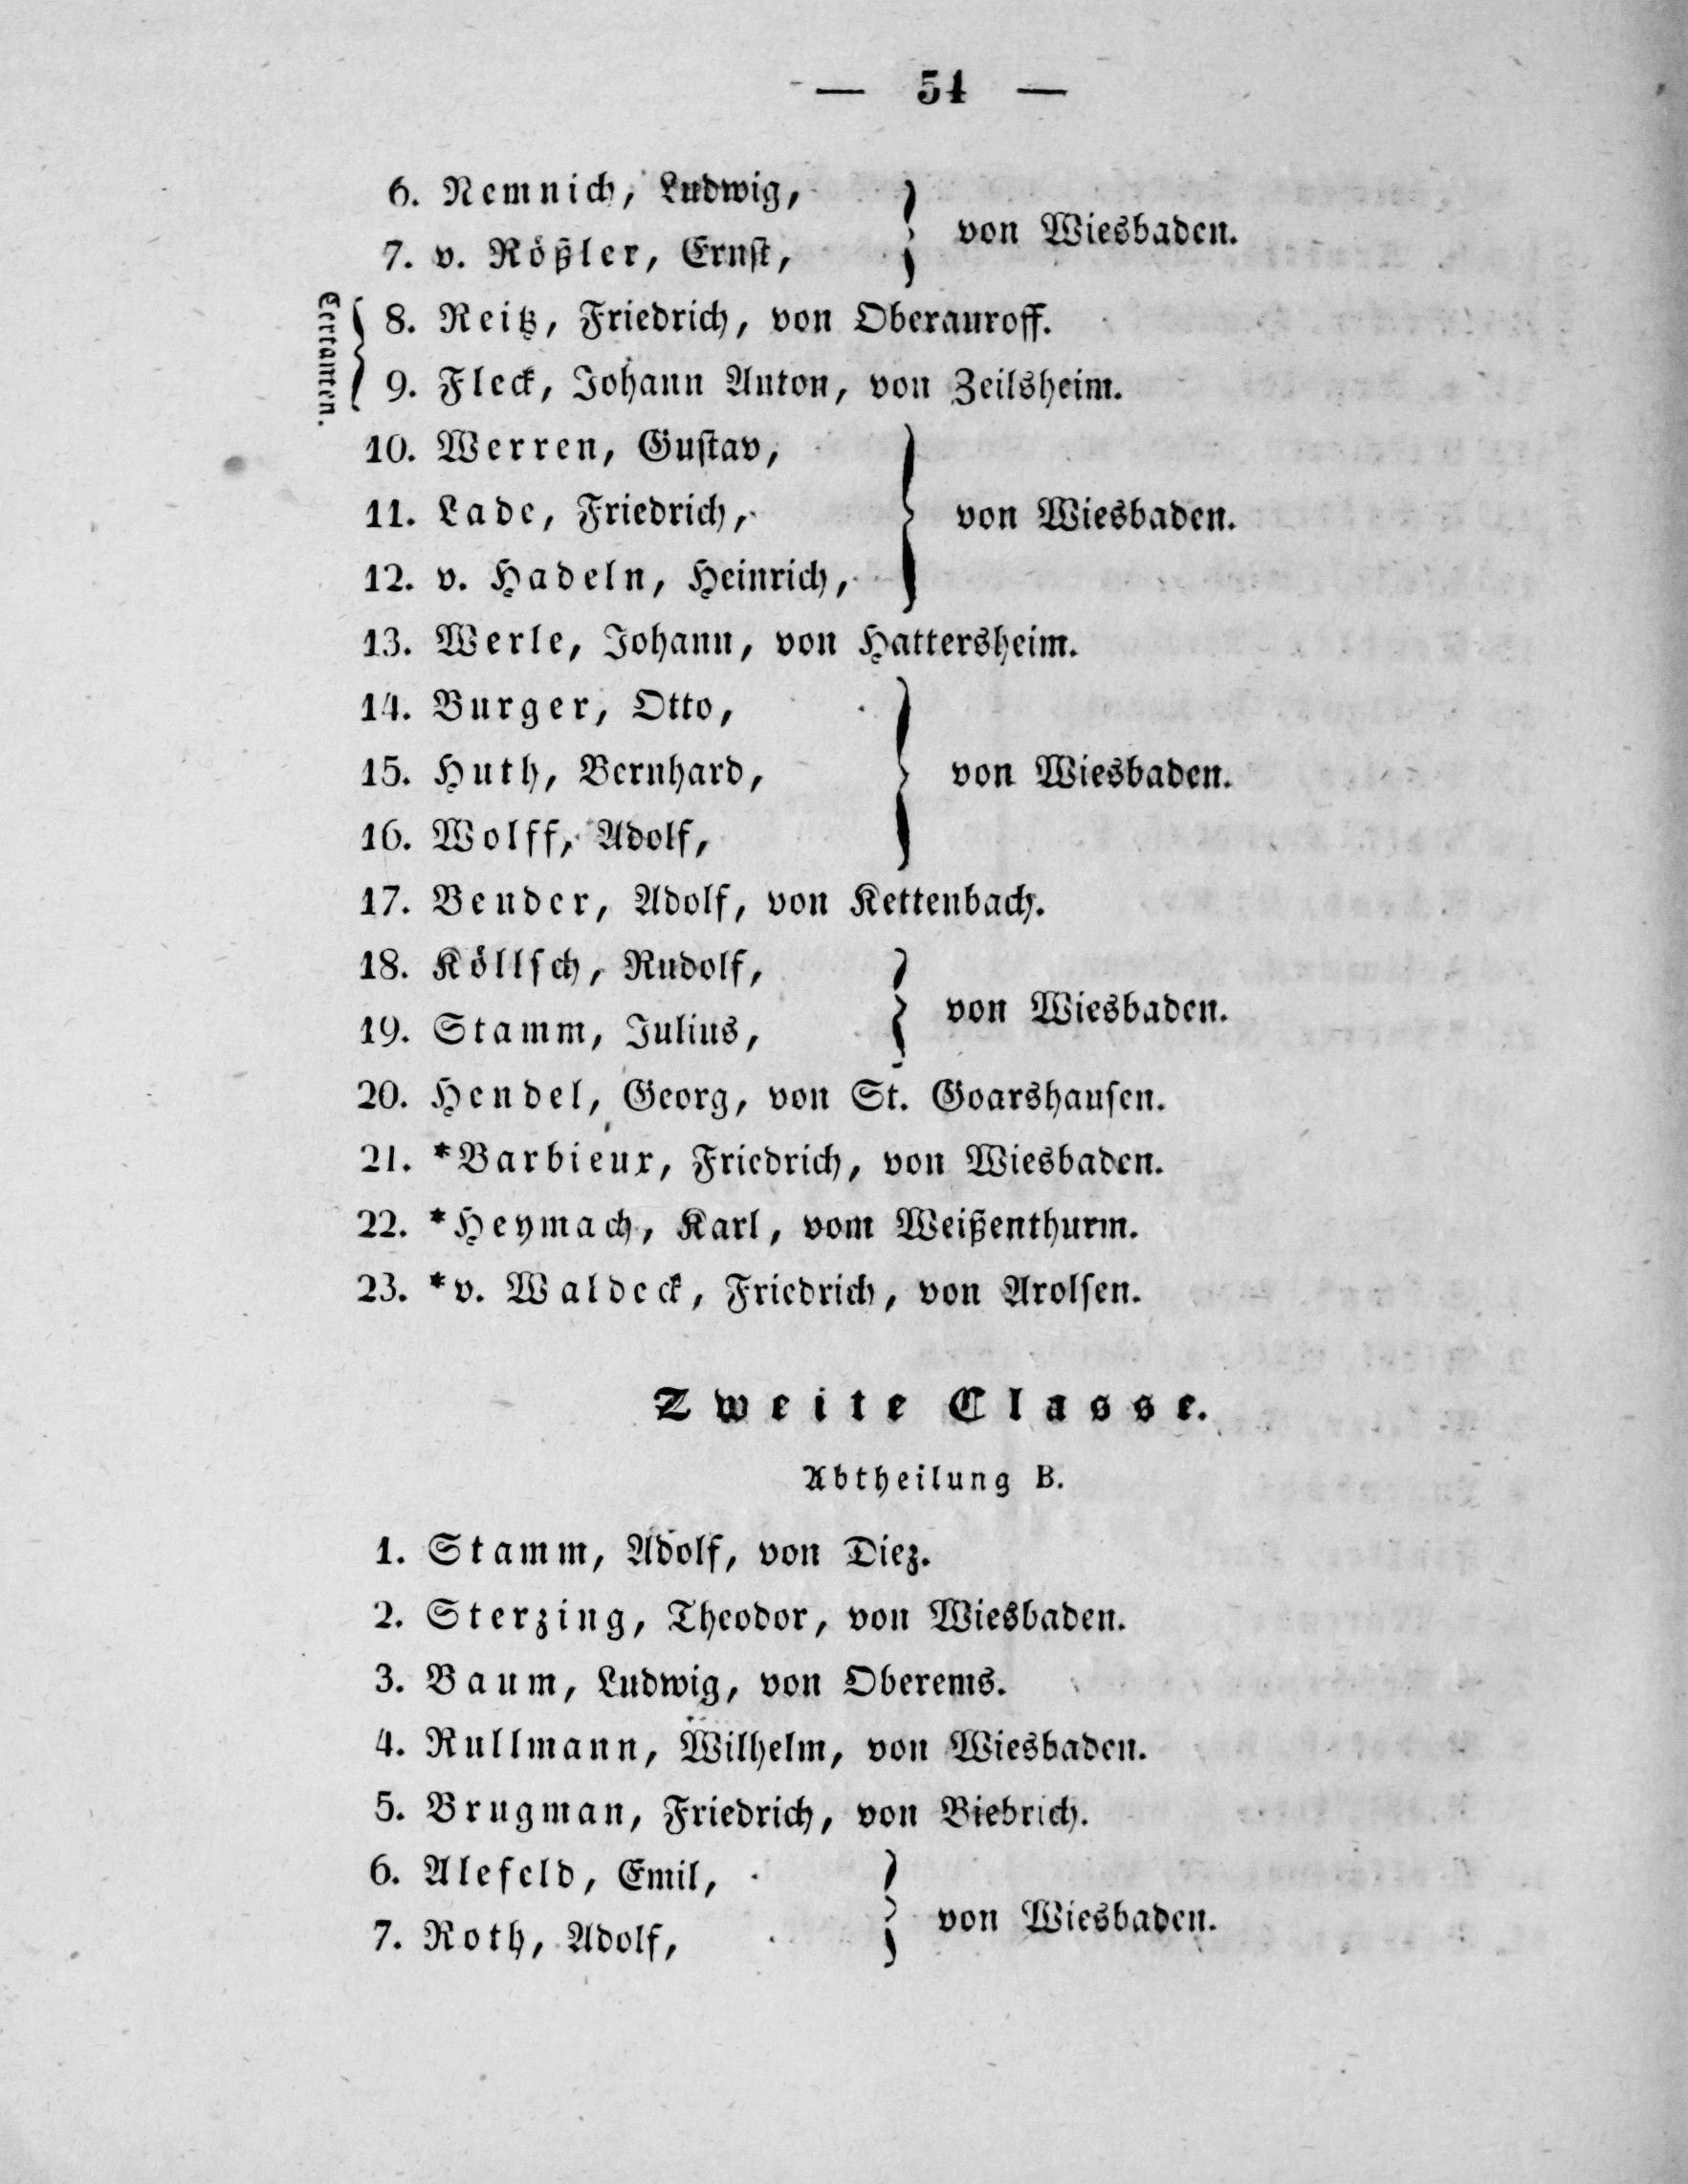 — 54 —
6. Nemnich, Ludwig,
7. v. Rößler, Ernst,
} von Wiesbaden.
Certanten. {
8. Reitz, Friedrich, von Oberauroff.
9. Fleck, Johann Anton, von Zeilsheim.
10. Werren, Gustav,
11. Lade, Friedrich,
12. v. Hadeln, Heinrich,
} von Wiesbaden.
13. Werle, Johann, von Hattersheim.
14. Burger, Otto,
15. Huth, Bernhard,
16. Wolff, Adolf,
} von Wiesbaden.
17. Bender, Adolf, von Kettenbach.
18. Köllsch, Rudolf,
19. Stamm, Julius,
} von Wiesbaden.
20. Hendel, Georg, von St. Goarshausen.
21. *Barbieux, Friedrich, von Wiesbaden.
22. *Heymach, Karl, vom Weißenthurm.
23. *v. Waldeck, Friedrich, von Arolsen.
Zweite Classe.
Abtheilung B.
1. Stamm, Adolf, von Diez.
2. Sterzing, Theodor, von Wiesbaden.
3. Baum, Ludwig, von Oberems.
4. Rullmann, Wilhelm, von Wiesbaden.
5. Brugman, Friedrich, von Biebrich.
6. Alefeld, Emil,
7. Roth, Adolf,
} von Wiesbaden.